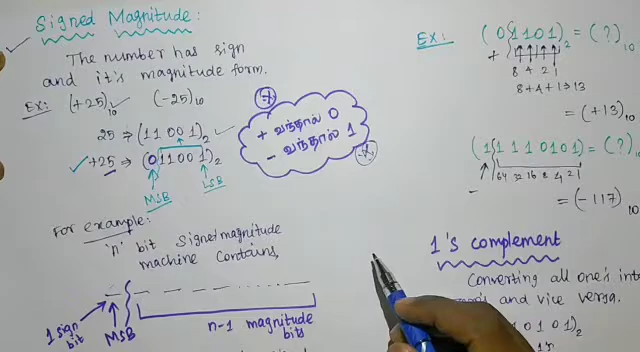 Signed Magnitude:
The number has sign
and it's magnitude form.
Ex: (+25)10 (-25)10
25 ⇒ (11001)2
+25 ⇒ (011001)2
MSB LSB
+ வந்தால் 0
- வந்தால் 1
For example:
'n' bit Signe/magnitude
machine contains,
1 sign bit
MSB
n-1 magnitude
bits
Ex: (01101)2 = (?)10
+ 8 4 2 1
8+4+1 ⇒ 13
= (+13)10
(11110101)2 = (?)10
64 32 16 8 4 2 1
-
= (-117)10
1's complement
Converting all one's
and vice versa.